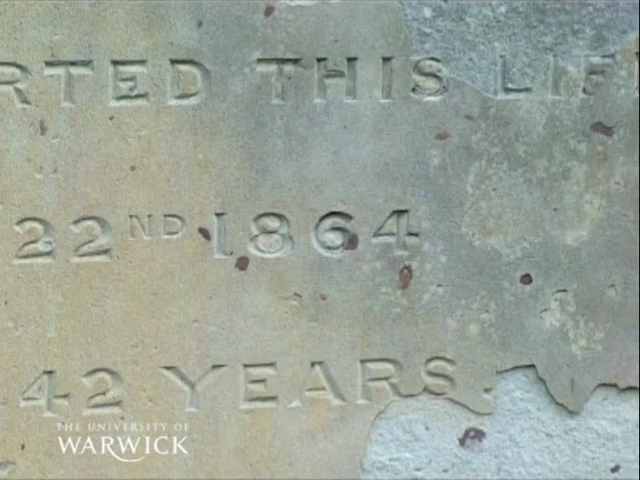 RTED THIS LIF
22ND 1864
42 YEARS.
THE UNIVERSITY OF
WARWICK